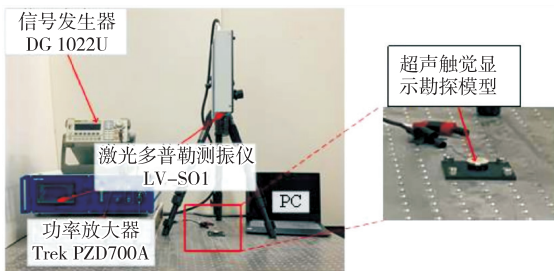 信号发生器
DG 1022U
激光多普勒测振仪
LV-SO1
功率放大器
Trek PZD700A
PC
超声触觉显
示勘探模型